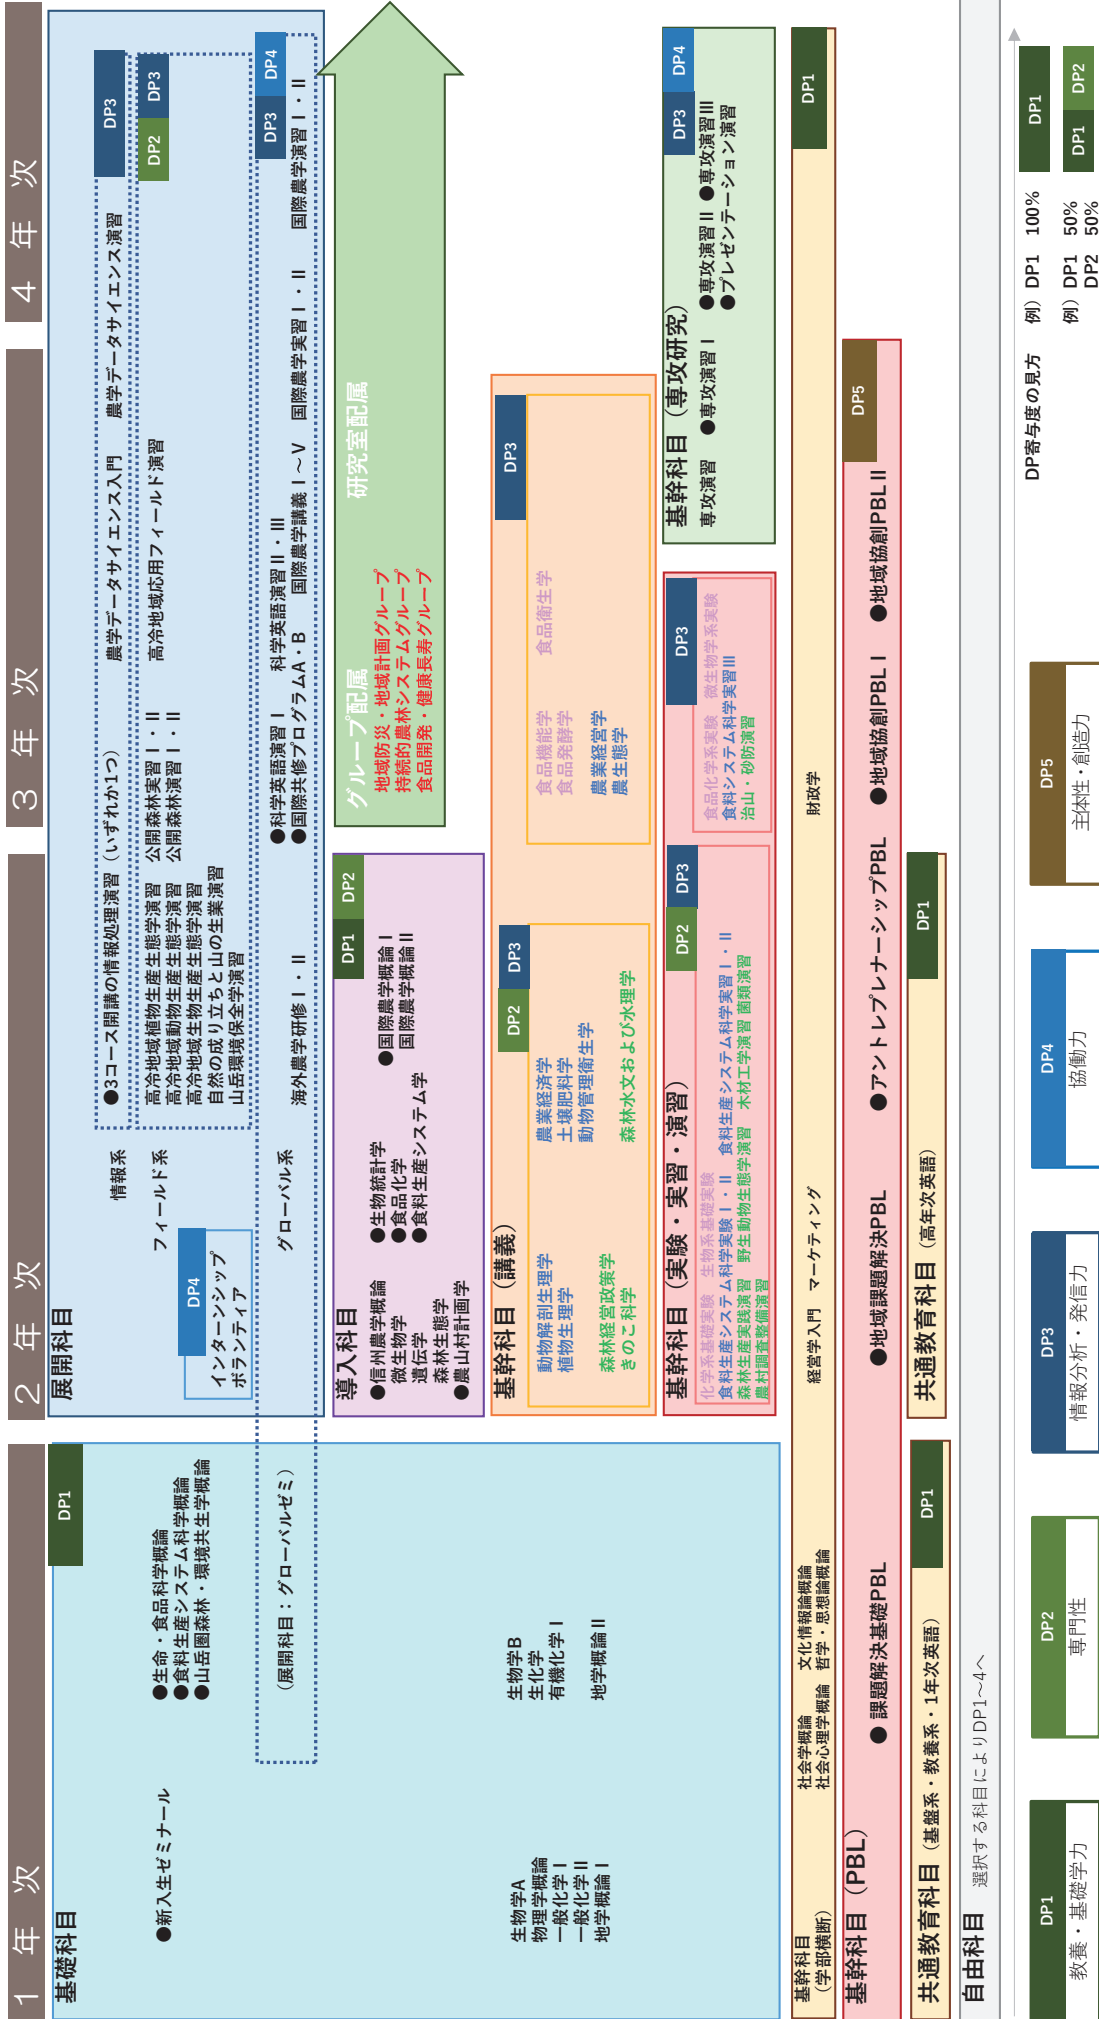 1 年 次
2 年 次
3 年 次
4 年 次
基礎科目
DP1
●新入生ゼミナール
●生命・食品科学概論
●食料生産システム科学概論
●山岳圏森林・環境共生学概論
(展開科目：グローバルゼミ)
生物学A
物理学概論
一般化学 I
一般化学 II
地学概論 I
生物学B
生化学
有機化学 I
地学概論 II
展開科目
DP4
インターンシップ
ボランティア
情報系
●3コース開講の情報処理演習（いずれか1つ）
農学データサイエンス入門
農学データサイエンス演習
DP3
フィールド系
高冷地域植物生産生態学演習
高冷地域動物生産生態学演習
高冷地域生物生産生態学演習
自然の成り立ちと山の生業演習
山岳環境保全学演習
公開森林実習 I・II
公開森林演習 I・II
高冷地域応用フィールド演習
DP2
DP3
グローバル系
海外農学研修 I・II
●科学英語演習 I
科学英語演習 II・III
●国際共修プログラムA・B
国際農学講義 I～V
国際農学実習 I・II
国際農学演習 I・II
DP3
DP4
導入科目
DP1
DP2
●信州農学概論
微生物学
遺伝学
森林生態学
●農山村計画学
●生物統計学
●食品化学
●食料生産システム学
●国際農学概論 I
国際農学概論 II
グループ配属
研究室配属
地域防災・地域計画グループ
持続的農林システムグループ
食品開発・健康長寿グループ
基幹科目（講義）
DP2
DP3
動物解剖生理学
植物生理学
森林経営政策学
きのこ科学
農業経済学
土壌肥料学
動物管理衛生学
森林水文および水理学
DP3
食品機能学
食品発酵学
食品衛生学
農業経営学
農生態学
基幹科目（実験・実習・演習）
DP2
DP3
化学系基礎実験　生物系基礎実験
食料生産システム科学実験 I・II　食料生産システム科学実習 I・II
森林生産実践演習　野生動物生態学演習　木材工学演習 菌類演習
農村調査整備演習
DP3
食品化学系実験　微生物学系実験
食料システム科学実習III
治山・砂防演習
基幹科目（専攻研究）
DP3
DP4
専攻演習
●専攻演習 I
●専攻演習 II
●専攻演習III
●プレゼンテーション演習
基幹科目
（学部横断）
社会学概論
社会心理学概論
文化情報論概論
哲学・思想論概論
経営学入門
マーケティング
財政学
DP1
基幹科目（PBL）
● 課題解決基礎PBL
●地域課題解決PBL
●アントレプレナーシップPBL
●地域協創PBL I
●地域協創PBL II
DP5
共通教育科目（基盤系・教養系・1年次英語）
DP1
共通教育科目（高年次英語）
DP1
自由科目
選択する科目によりDP1～4へ
DP1
教養・基礎学力
DP2
専門性
DP3
情報分析・発信力
DP4
協働力
DP5
主体性・創造力
DP寄与度の見方
例）DP1 100%
DP1
例）DP1 50%
DP2 50%
DP1
DP2